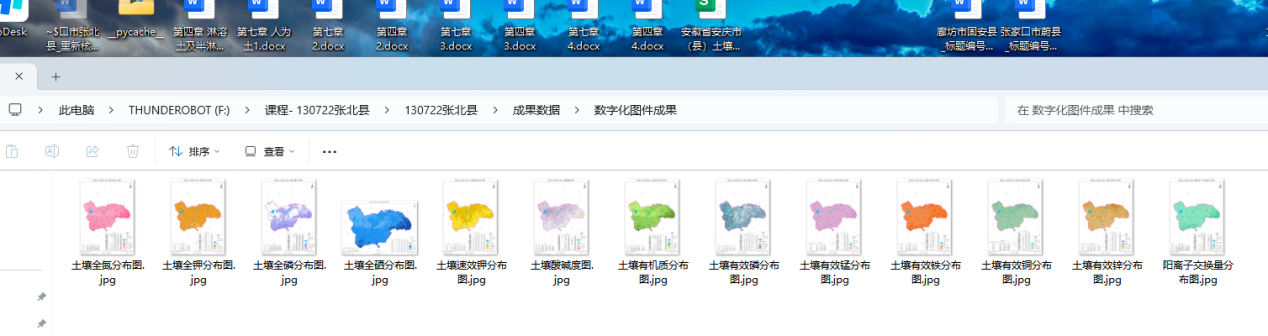 oDesk
~$口市张北
县_重新核...
__pycache__
第四章 淋溶
土及半淋...
第七章 人为
土1.docx
第七章
2.docx
第四章
2.docx
第七章
3.docx
第四章
3.docx
第七章
4.docx
第四章
4.docx
安徽省安庆市
（县）土壤...
廊坊市固安县
_标题编号...
张家口市蔚县
_标题编号...
此电脑 > THUNDEROBOT (F:) > 课程- 130722张北县 > 130722张北县 > 成果数据 > 数字化图件成果
在 数字化图件成果 中搜索
排序
查看
土壤全氮分布图.
jpg
土壤全钾分布图.
jpg
土壤全磷分布图.
jpg
土壤全硒分布图.
jpg
土壤速效钾分布
图.jpg
土壤酸碱度图.
jpg
土壤有机质分布
图.jpg
土壤有效磷分布
图.jpg
土壤有效锰分布
图.jpg
土壤有效铁分布
图.jpg
土壤有效铜分布
图.jpg
土壤有效锌分布
图.jpg
阳离子交换量分
布图.jpg